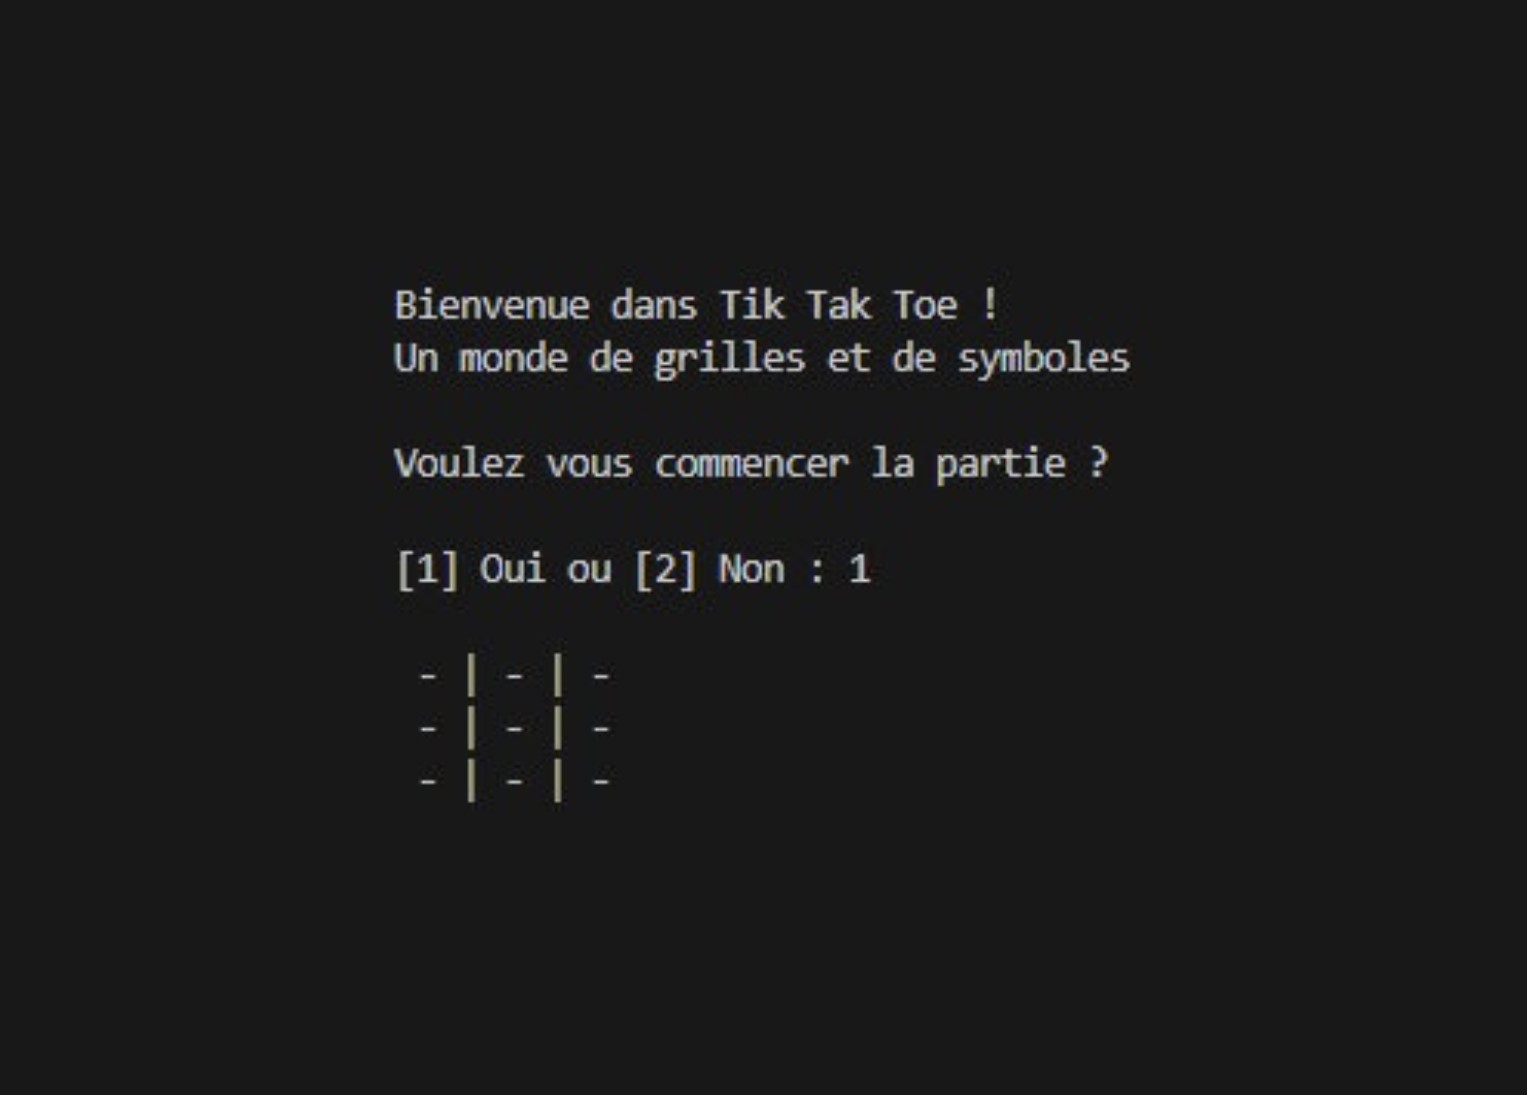 Bienvenue dans Tik Tak Toe !
Un monde de grilles et de symboles
Voulez vous commencer la partie ?
[1] Oui ou [2] Non : 1
- | - | -
- | - | -
- | - | -